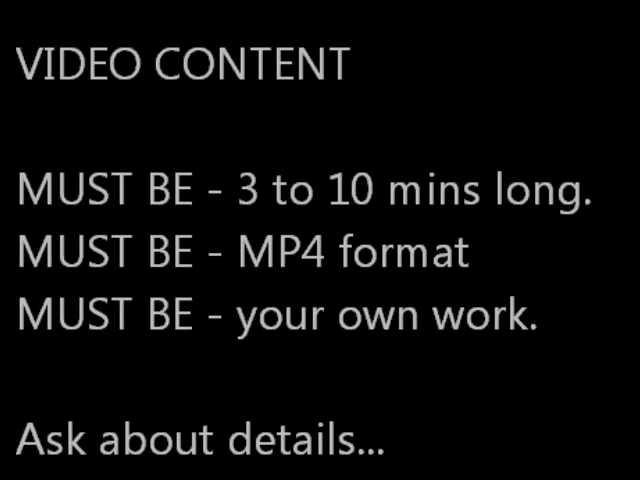 VIDEO CONTENT
MUST BE - 3 to 10 mins long.
MUST BE - MP4 format
MUST BE - your own work.
Ask about details...